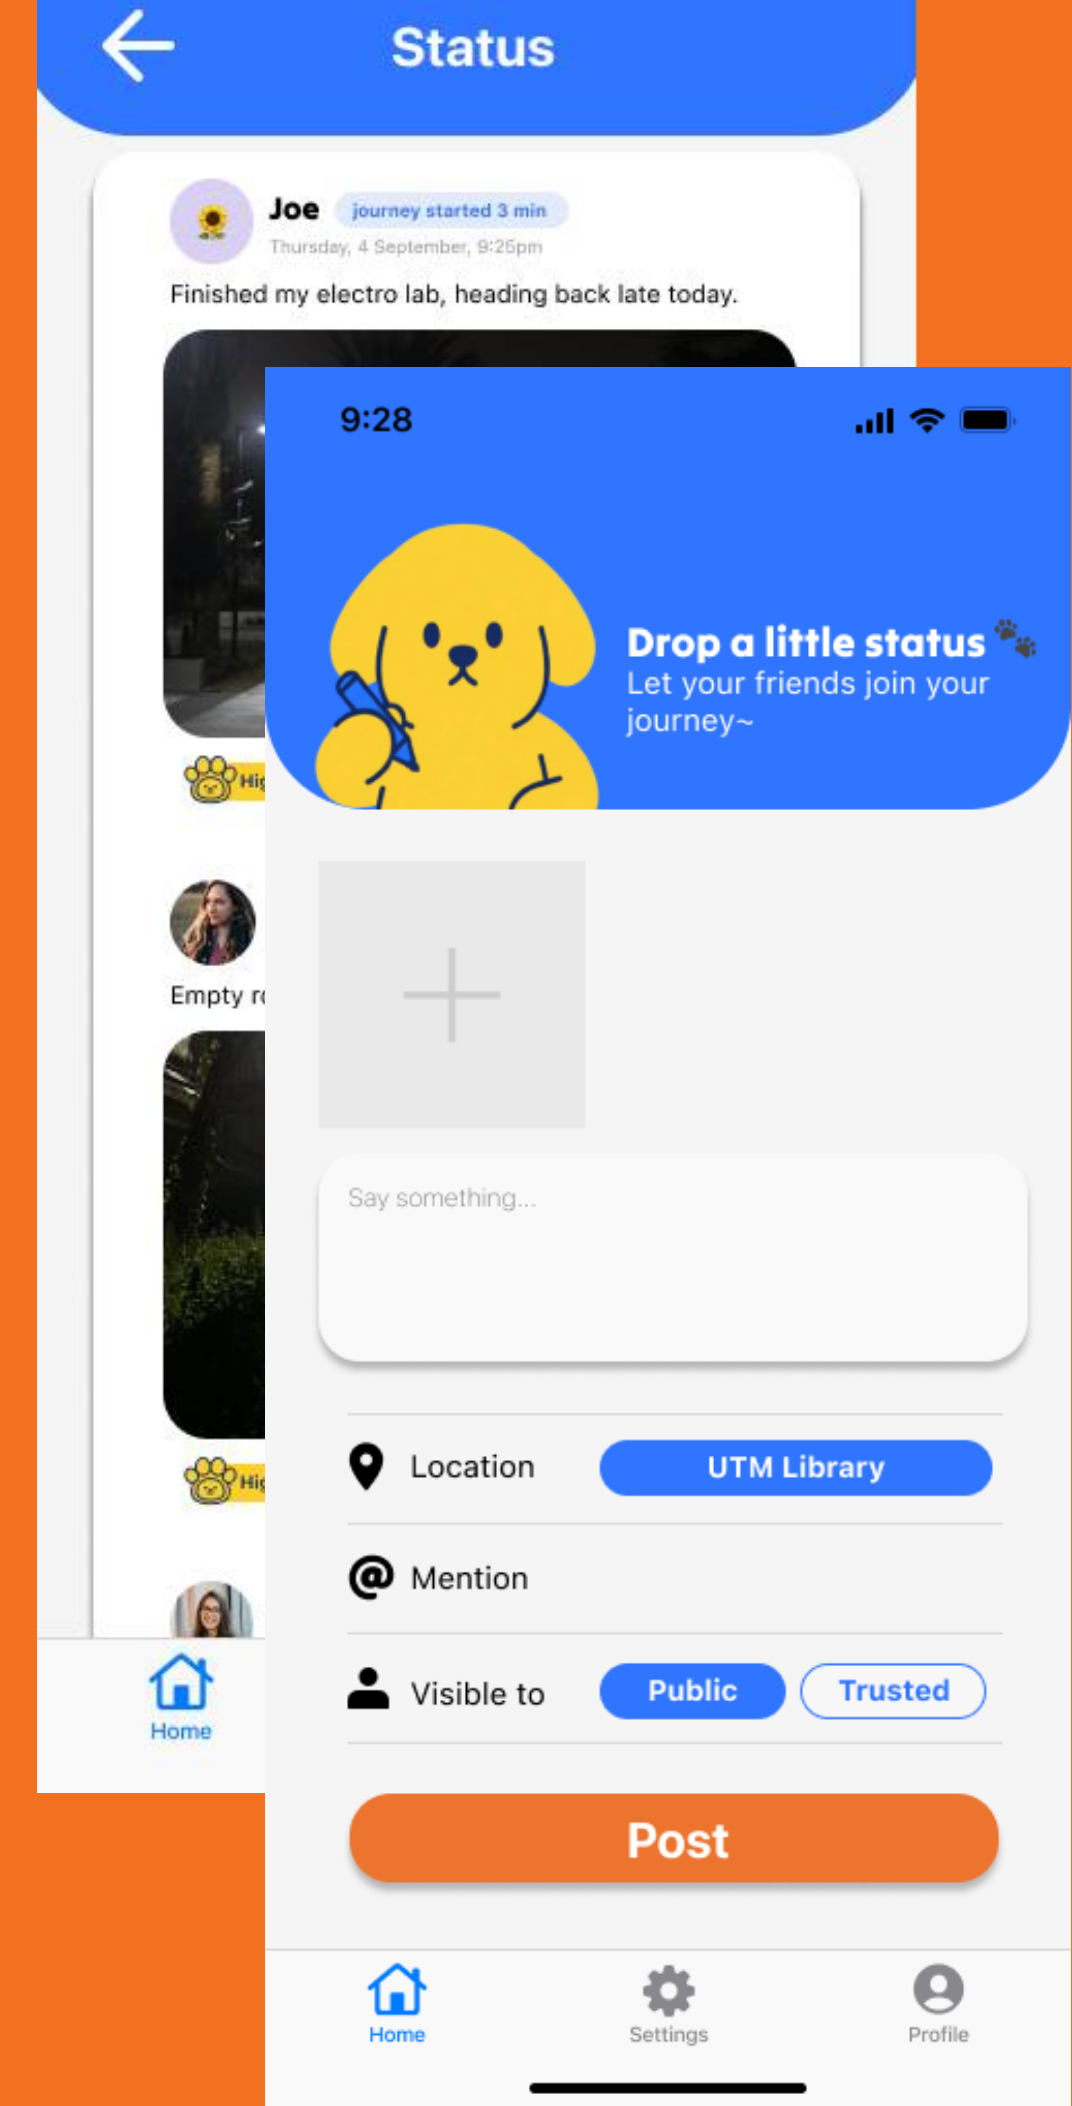 Status
Joe
journey started 3 min
Thursday, 4 September, 9:25pm
Finished my electro lab, heading back late today.
Empty
Home
9:28
Drop a little status
Let your friends join your
journey~
Say something...
Location
UTM Library
@ Mention
Visible to
Public
Trusted
Post
Home
Settings
Profile